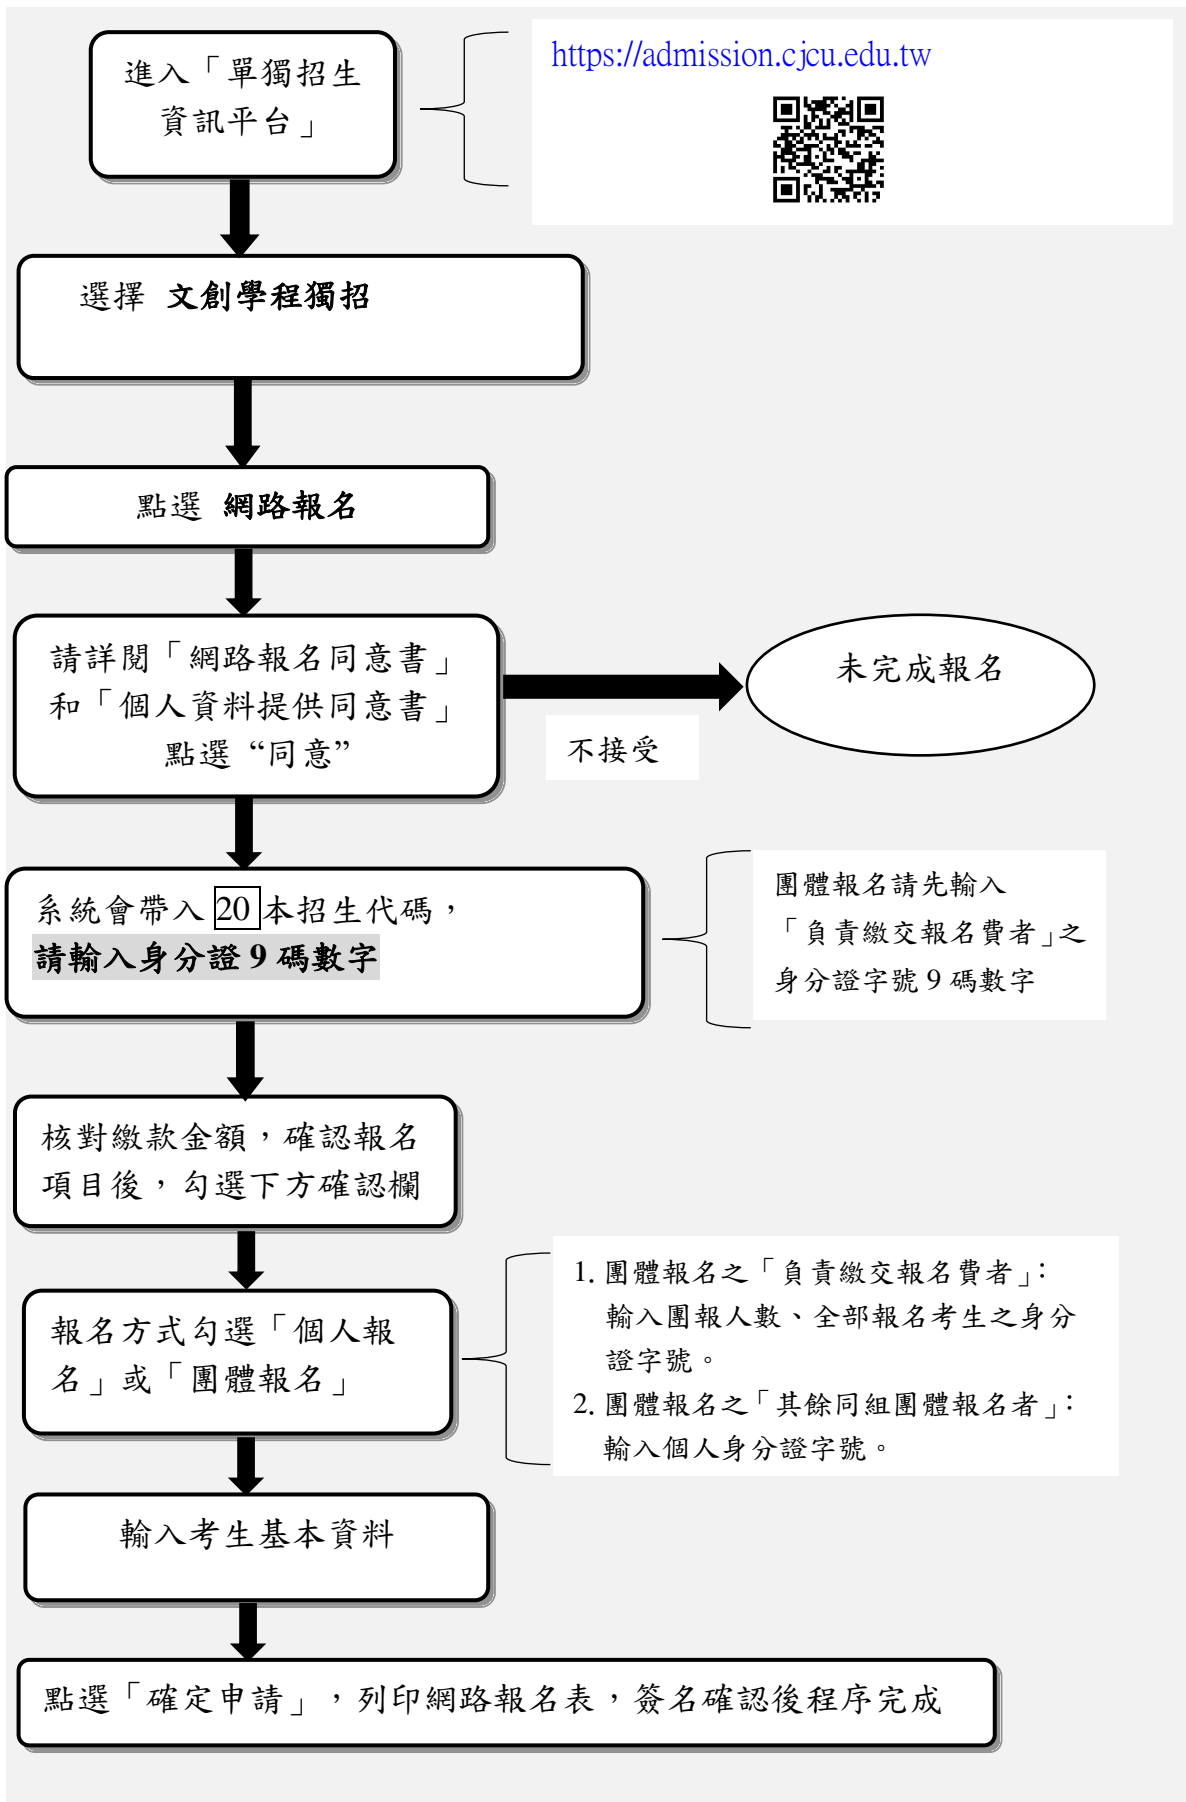 進入「單獨招生
資訊平台」
https://admission.cjcu.edu.tw
選擇 文創學程獨招
點選 網路報名
請詳閱「網路報名同意書」
和「個人資料提供同意書」
點選 “同意”
未完成報名
不接受
系統會帶入 20 本招生代碼，
請輸入身分證 9 碼數字
團體報名請先輸入
「負責繳交報名費者」之
身分證字號 9 碼數字
核對繳款金額，確認報名
項目後，勾選下方確認欄
報名方式勾選「個人報
名」或「團體報名」
1. 團體報名之「負責繳交報名費者」：
輸入團報人數、全部報名考生之身分
證字號。
2. 團體報名之「其餘同組團體報名者」：
輸入個人身分證字號。
輸入考生基本資料
點選「確定申請」，列印網路報名表，簽名確認後程序完成